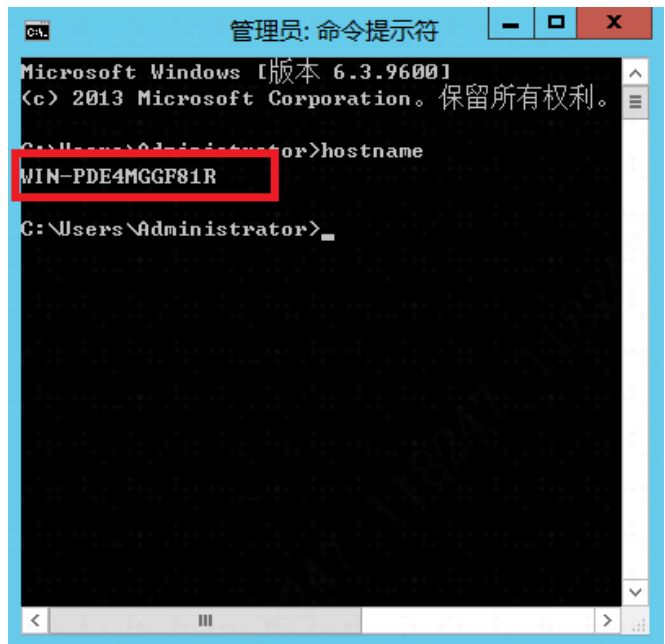 管理员: 命令提示符
Microsoft Windows [版本 6.3.9600]
(c) 2013 Microsoft Corporation。保留所有权利。
C:\Users\Administrator>hostname
WIN-PDE4MGGF81R
C:\Users\Administrator>_
118247